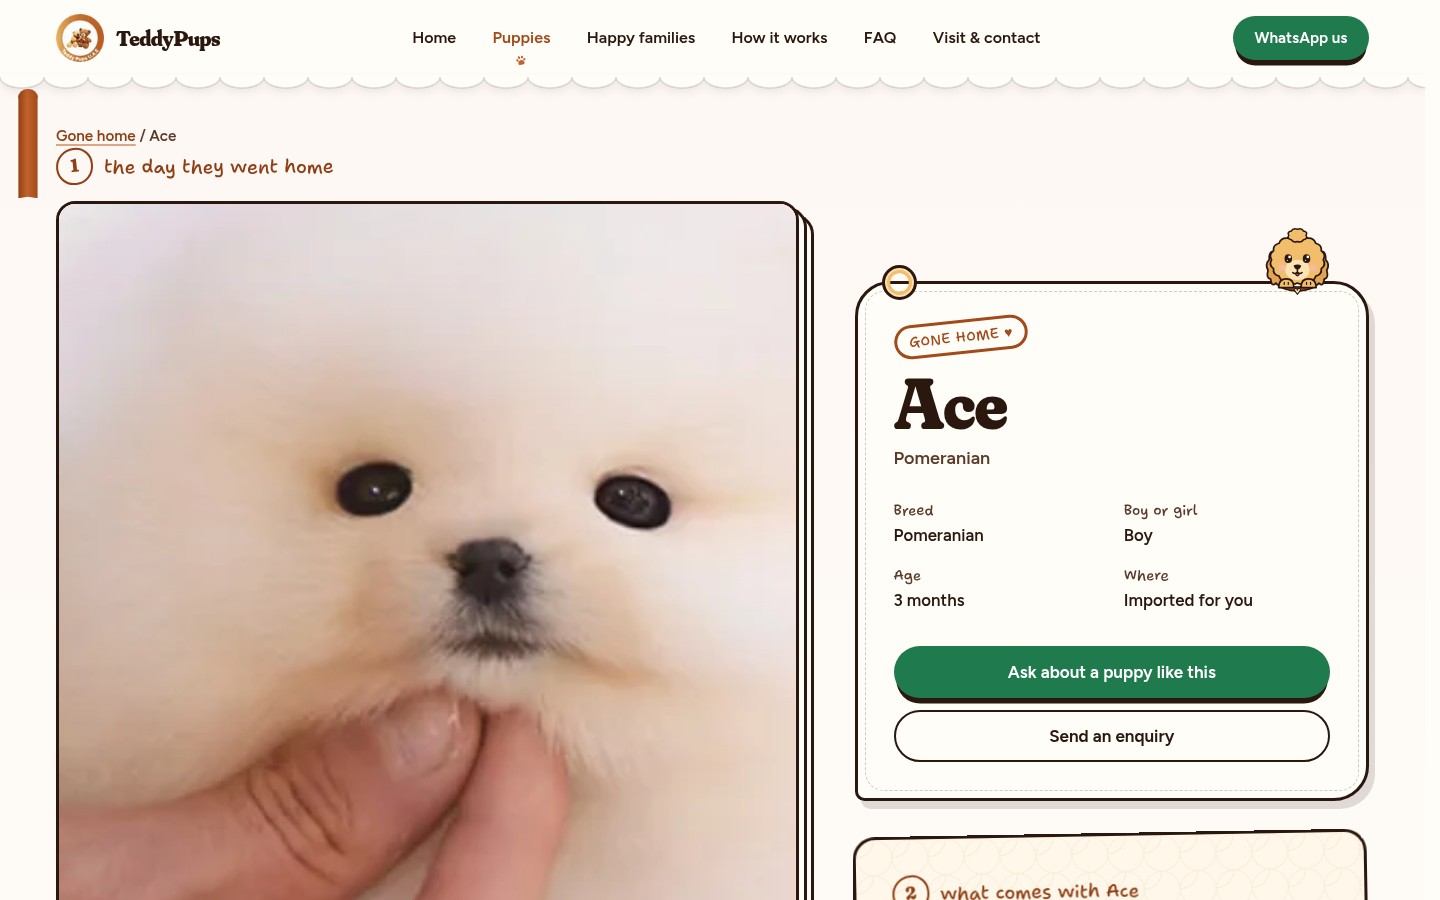 TeddyPups
Home
Puppies
Happy families
How it works
FAQ
Visit & contact
WhatsApp us
Gone home / Ace
1 the day they went home
GONE HOME ♥
Ace
Pomeranian
Breed
Pomeranian
Boy or girl
Boy
Age
3 months
Where
Imported for you
Ask about a puppy like this
Send an enquiry
2 what comes with Ace